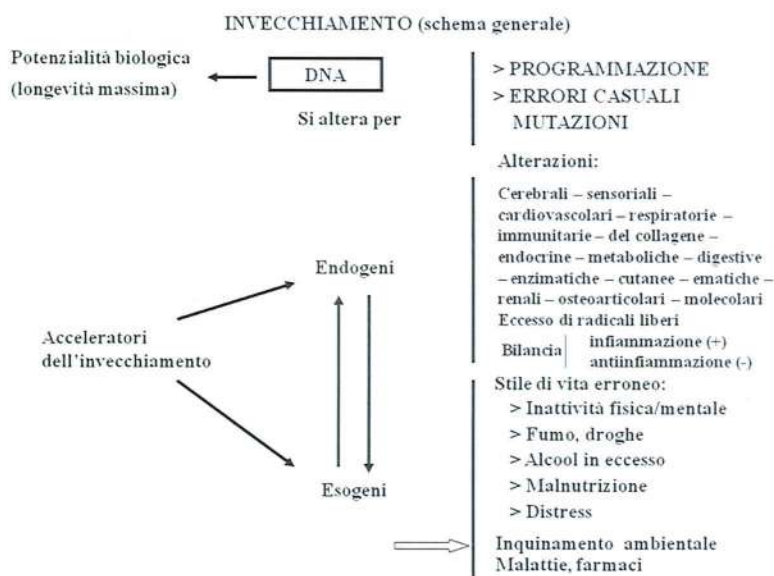 INVECCHIAMENTO (schema generale)
Potenzialità biologica
(longevità massima)
DNA
Si altera per
> PROGRAMMAZIONE
> ERRORI CASUALI
MUTAZIONI
Alterazioni:
Cerebrali – sensoriali –
cardiovascolari – respiratorie –
immunitarie – del collagene –
endocrine – metaboliche – digestive
– enzimatiche – cutanee – ematiche –
renali – osteoarticolari – molecolari
Eccesso di radicali liberi
Bilancia
infiammazione (+)
antiinfiammazione (-)
Endogeni
Acceleratori
dell'invecchiamento
Esogeni
Stile di vita erroneo:
> Inattività fisica/mentale
> Fumo, droghe
> Alcool in eccesso
> Malnutrizione
> Distress
Inquinamento ambientale
Malattie, farmaci